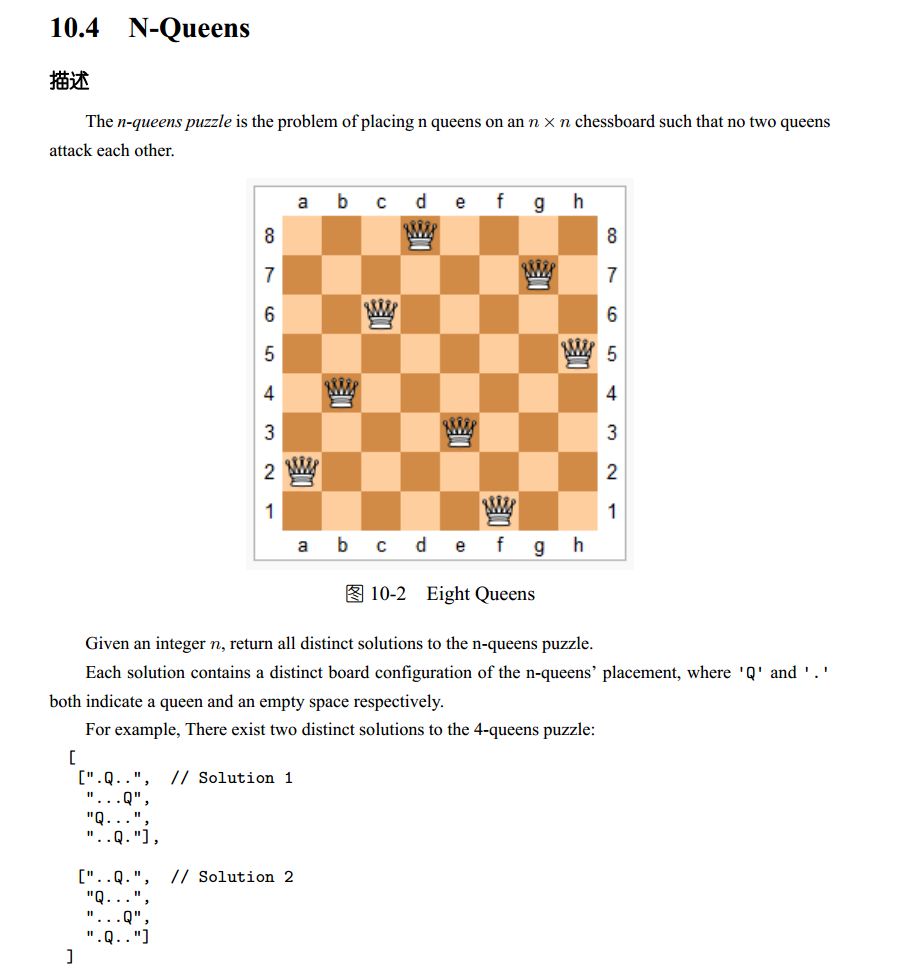 10.4 N-Queens
描述
The n-queens puzzle is the problem of placing n queens on an n × n chessboard such that no two queens
attack each other.
a b c d e f g h
8 8
7 7
6 6
5 5
4 4
3 3
2 2
1 1
a b c d e f g h
图 10-2 Eight Queens
Given an integer n, return all distinct solutions to the n-queens puzzle.
Each solution contains a distinct board configuration of the n-queens’ placement, where 'Q' and '.'
both indicate a queen and an empty space respectively.
For example, There exist two distinct solutions to the 4-queens puzzle:
[
[".Q..", // Solution 1
"...Q",
"Q...",
"..Q."],
["..Q.", // Solution 2
"Q...",
"...Q",
".Q.."]
]